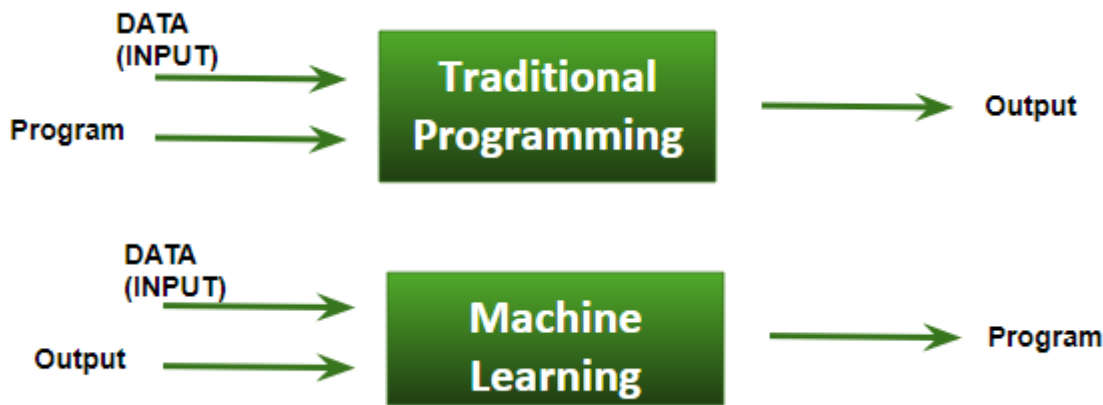 DATA
(INPUT)
Program
Traditional
Programming
Output
DATA
(INPUT)
Output
Machine
Learning
Program